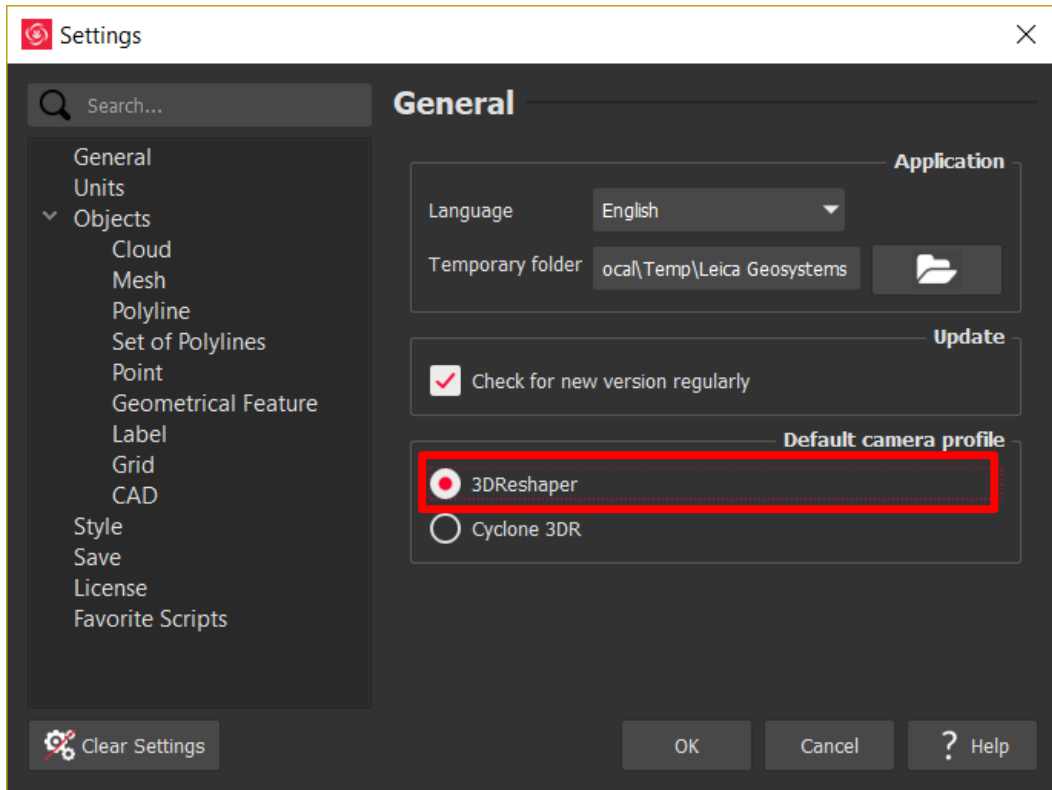 Settings
Search...
General
Units
Objects
Cloud
Mesh
Polyline
Set of Polylines
Point
Geometrical Feature
Label
Grid
CAD
Style
Save
License
Favorite Scripts
General
Application
Language English
Temporary folder ocal\Temp\Leica Geosystems
Update
Check for new version regularly
Default camera profile
3DReshaper
Cyclone 3DR
Clear Settings
OK
Cancel
? Help